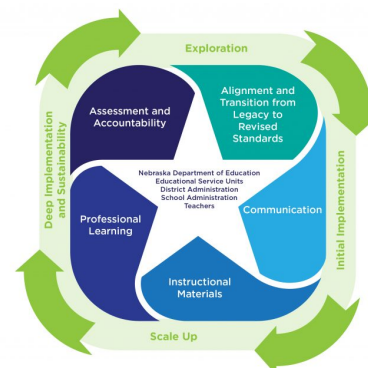 Exploration
Assessment and
Accountability
Alignment and
Transition from
Legacy to
Revised
Standards
Nebraska Department of Education
Educational Service Units
District Administration
School Administration
Teachers
Communication
Professional
Learning
Instructional
Materials
Initial Implementation
Scale Up
Deep Implementation
and Sustainability